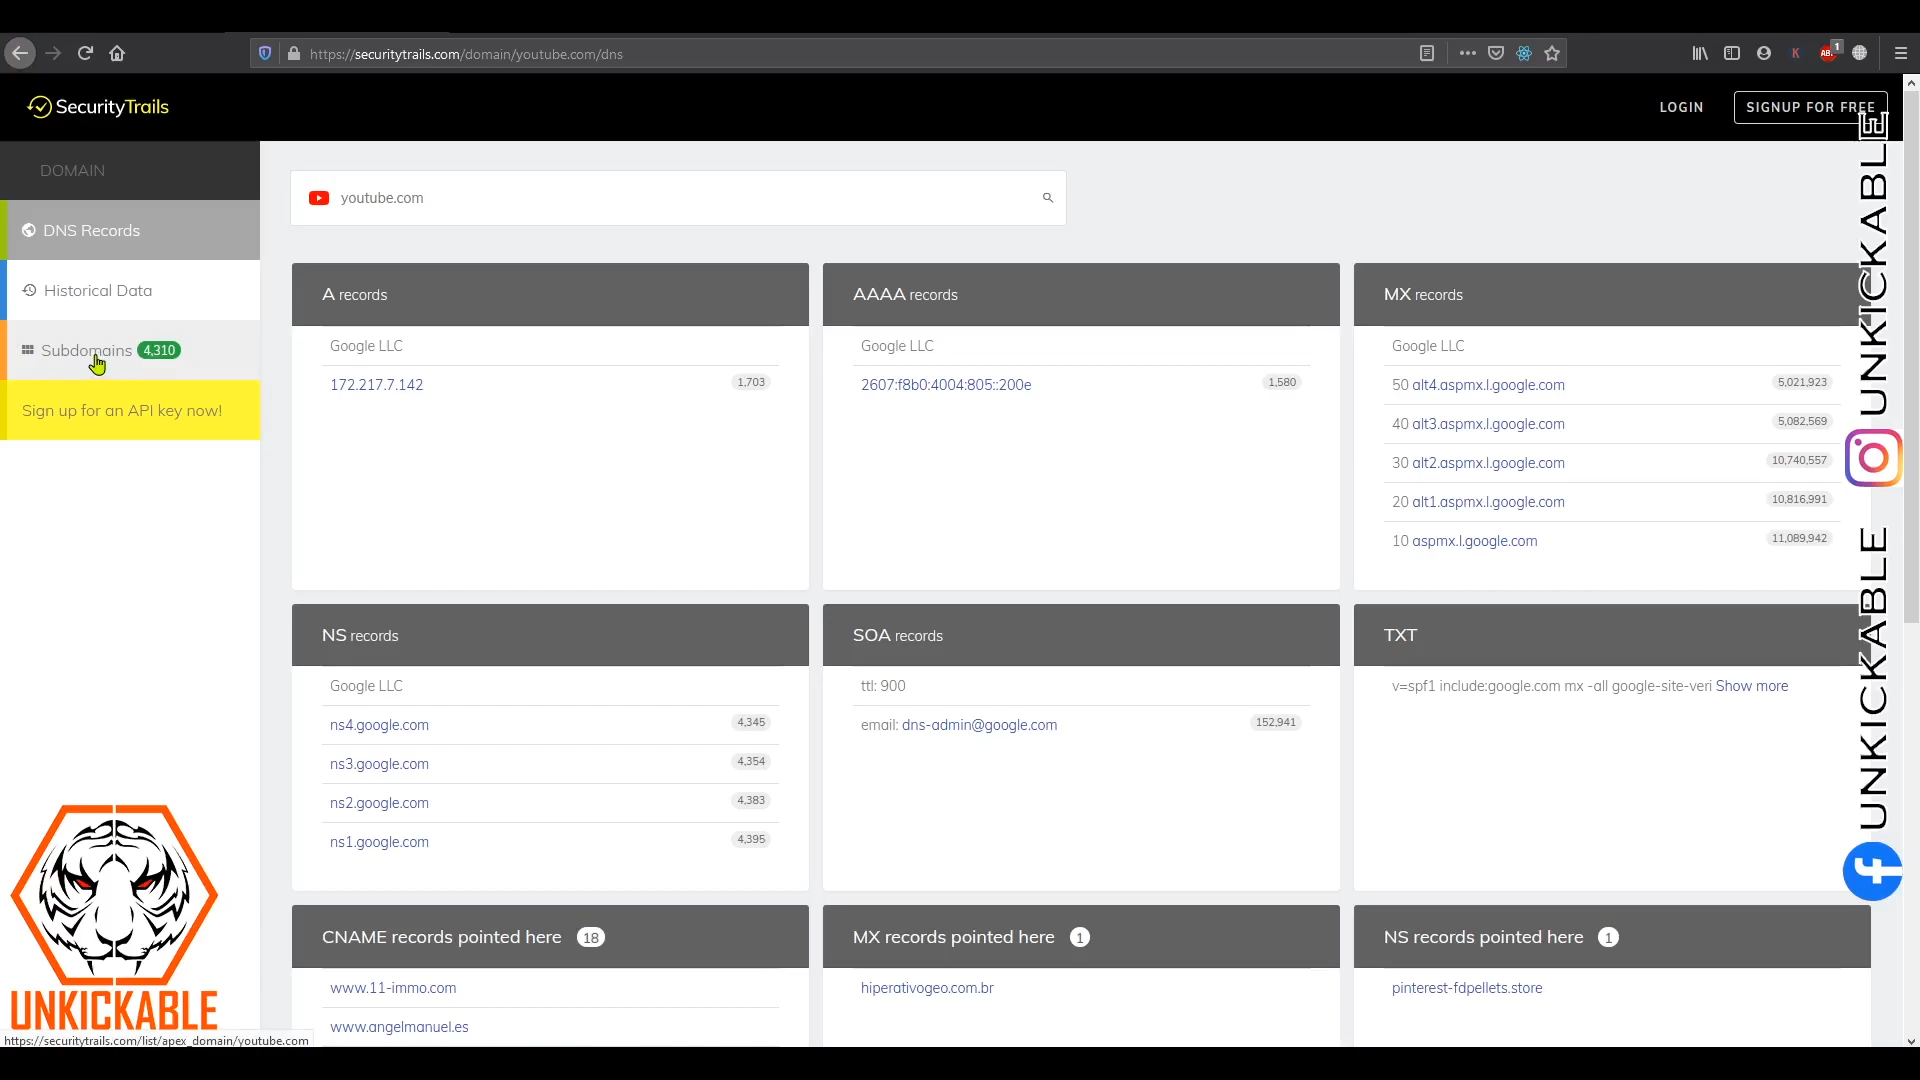 https://securitytrails.com/domain/youtube.com/dns
K
ABP
1
SecurityTrails
LOGIN
SIGNUP FOR FREE
DOMAIN
youtube.com
DNS Records
Historical Data
Subdomains 4,310
Sign up for an API key now!
A records
Google LLC
172.217.7.142 1,703
AAAA records
Google LLC
2607:f8b0:4004:805::200e 1,580
MX records
Google LLC
50 alt4.aspmx.l.google.com 5,021,923
40 alt3.aspmx.l.google.com 5,082,569
30 alt2.aspmx.l.google.com 10,740,557
20 alt1.aspmx.l.google.com 10,816,991
10 aspmx.l.google.com 11,089,942
NS records
Google LLC
ns4.google.com 4,345
ns3.google.com 4,354
ns2.google.com 4,383
ns1.google.com 4,395
SOA records
ttl: 900
email: dns-admin@google.com 152,941
TXT
v=spf1 include:google.com mx -all google-site-veri Show more
CNAME records pointed here 18
www.11-immo.com
www.angelmanuel.es
MX records pointed here 1
hiperativogeo.com.br
NS records pointed here 1
pinterest-fdpellets.store
UNKICKABLE
UNKICKABLE
UNKICKABLE
https://securitytrails.com/list/apex_domain/youtube.com